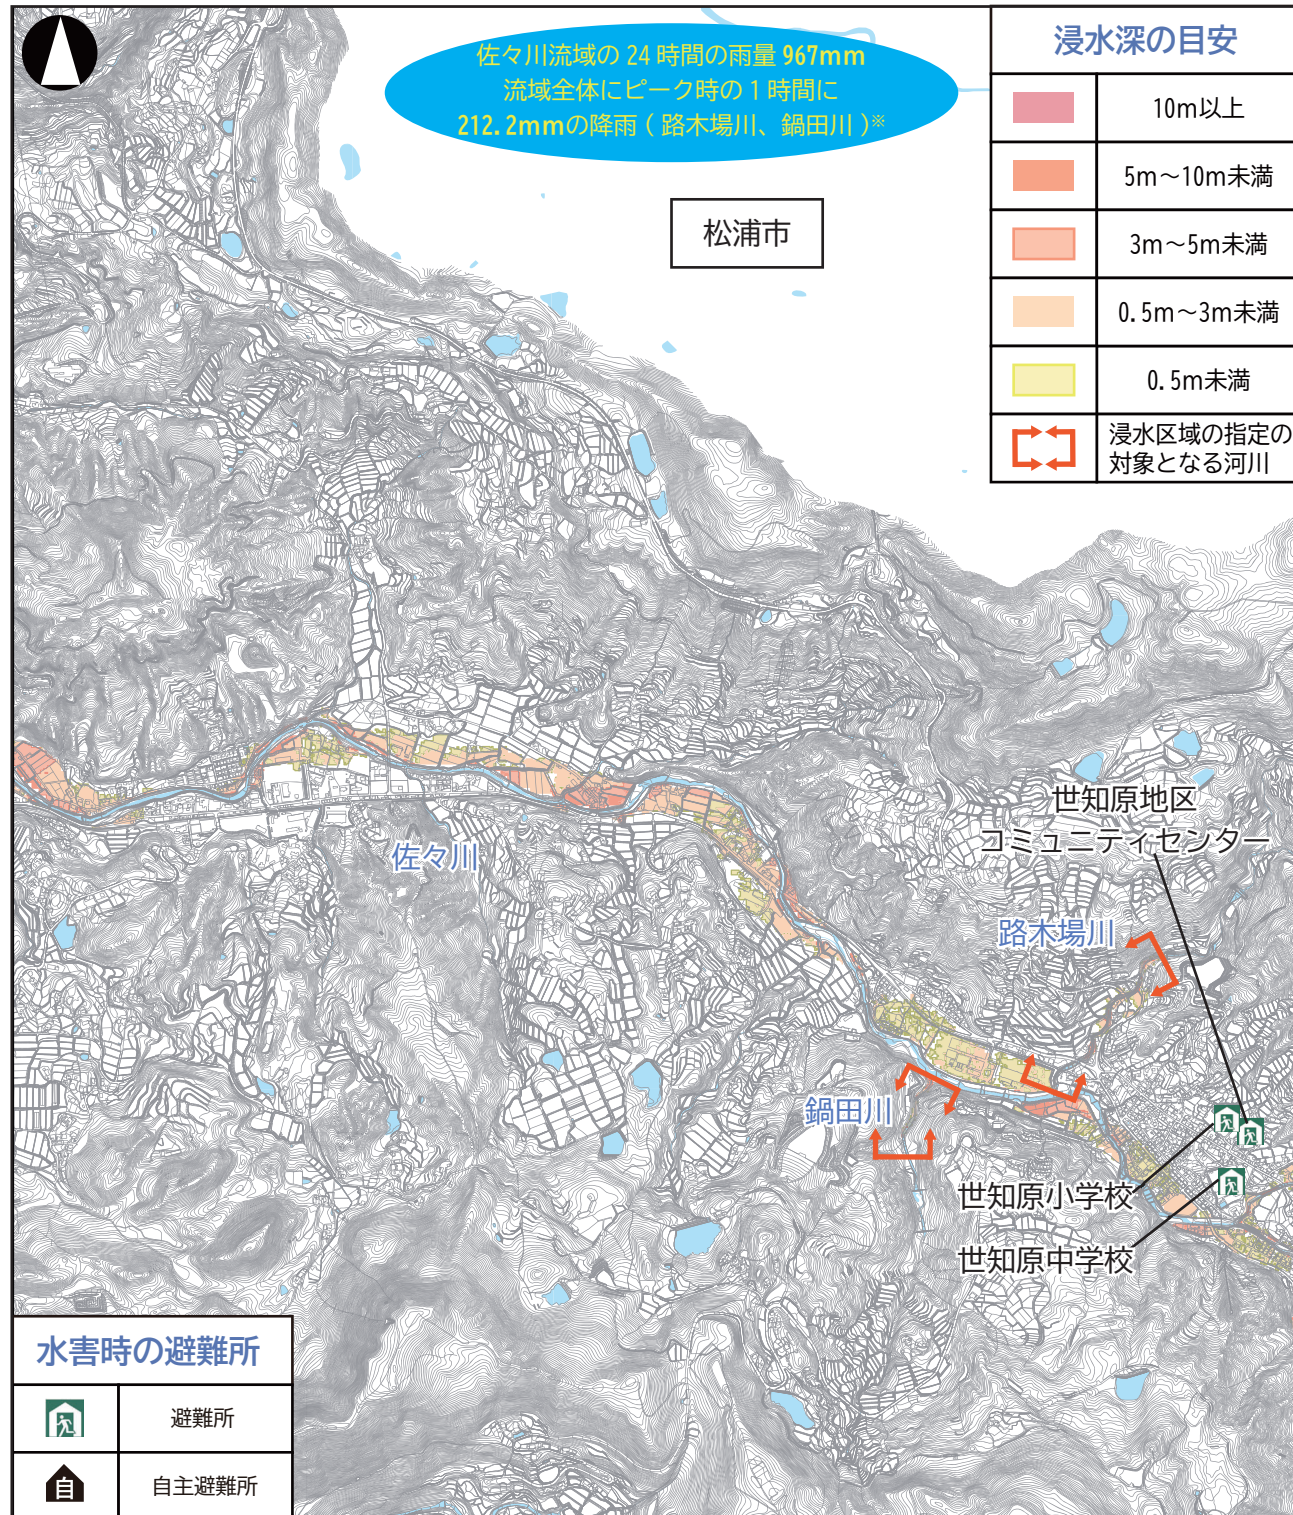 佐々川流域の24時間の雨量967mm
流域全体にピーク時の1時間に
212.2mmの降雨(路木場川、鍋田川)※
浸水深の目安
10m以上
5m～10m未満
3m～5m未満
0.5m～3m未満
0.5m未満
浸水区域の指定の
対象となる河川
松浦市
世知原地区
コミュニティセンター
佐々川
路木場川
鍋田川
世知原小学校
世知原中学校
水害時の避難所
避難所
自
自主避難所